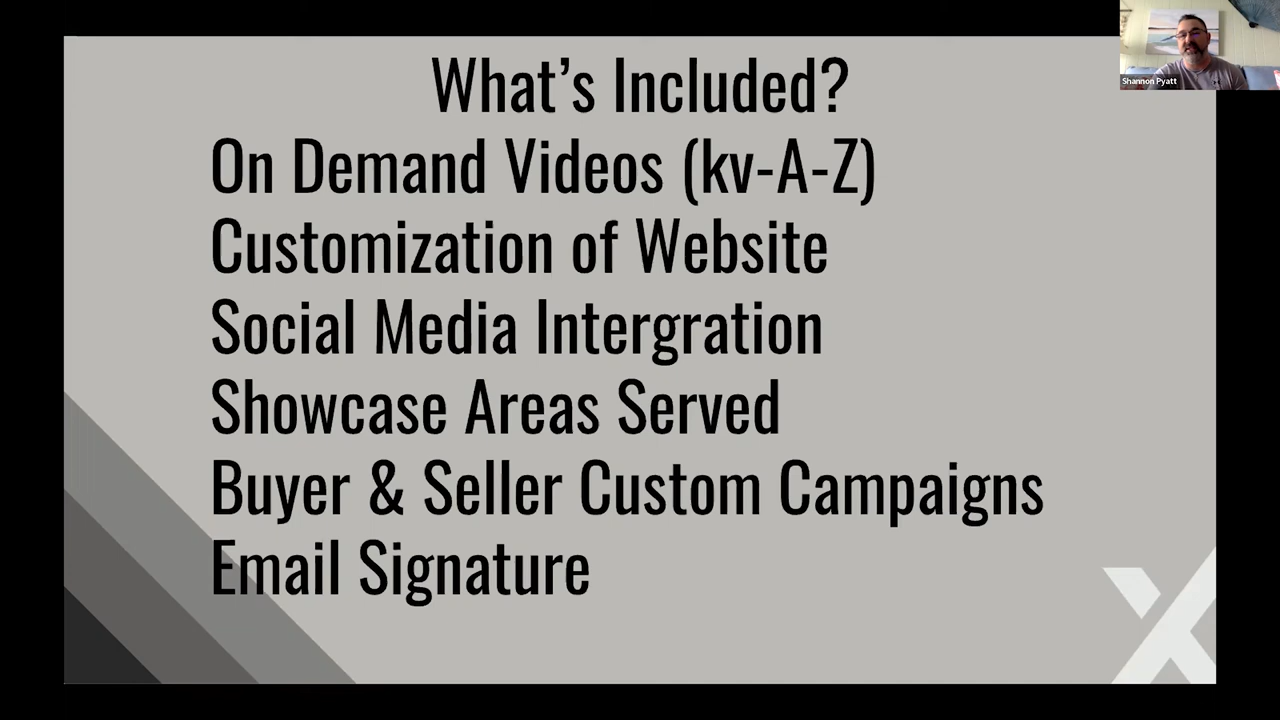 What's Included?
On Demand Videos (kv-A-Z)
Customization of Website
Social Media Intergration
Showcase Areas Served
Buyer & Seller Custom Campaigns
Email Signature
Shannon Pyatt